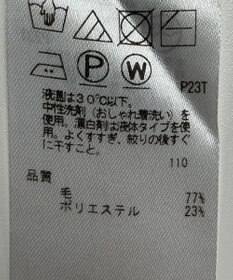 P
W
P23T
液温は30℃以下。
中性洗剤(おしゃれ着洗い)を
使用。漂白剤は液体タイプを使
用。よくすすぎ、絞りの後すぐ
に干すこと。
110
品質
毛 77%
ポリエステル 23%